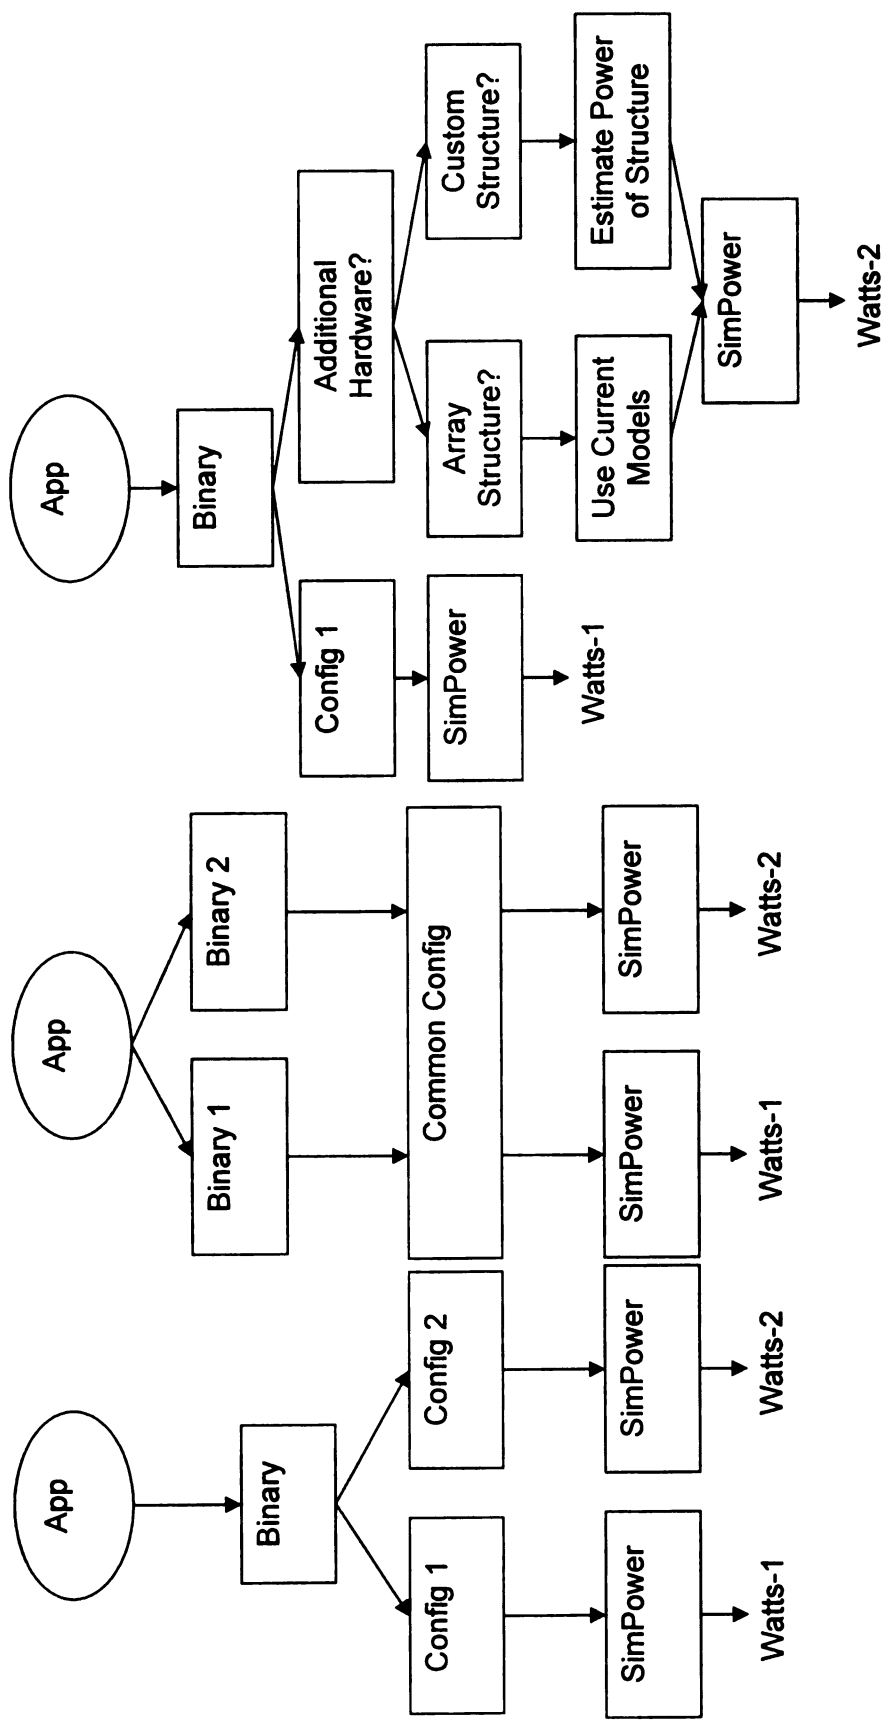 App
Binary
Config 1
Config 2
SimPower
SimPower
Watts-1
Watts-2
App
Binary 1
Binary 2
Common Config
SimPower
SimPower
Watts-1
Watts-2
App
Binary
Config 1
Additional
Hardware?
SimPower
Array
Structure?
Custom
Structure?
Watts-1
Use Current
Models
Estimate Power
of Structure
SimPower
Watts-2